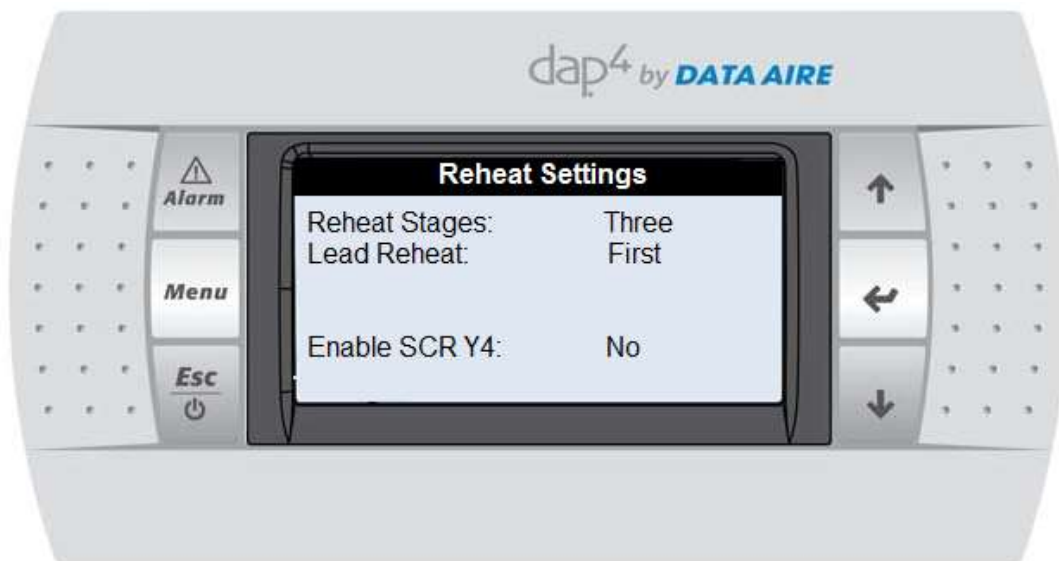 dap4 by DATA AIRE
Alarm
Menu
Esc
Reheat Settings
Reheat Stages: Three
Lead Reheat: First
Enable SCR Y4: No